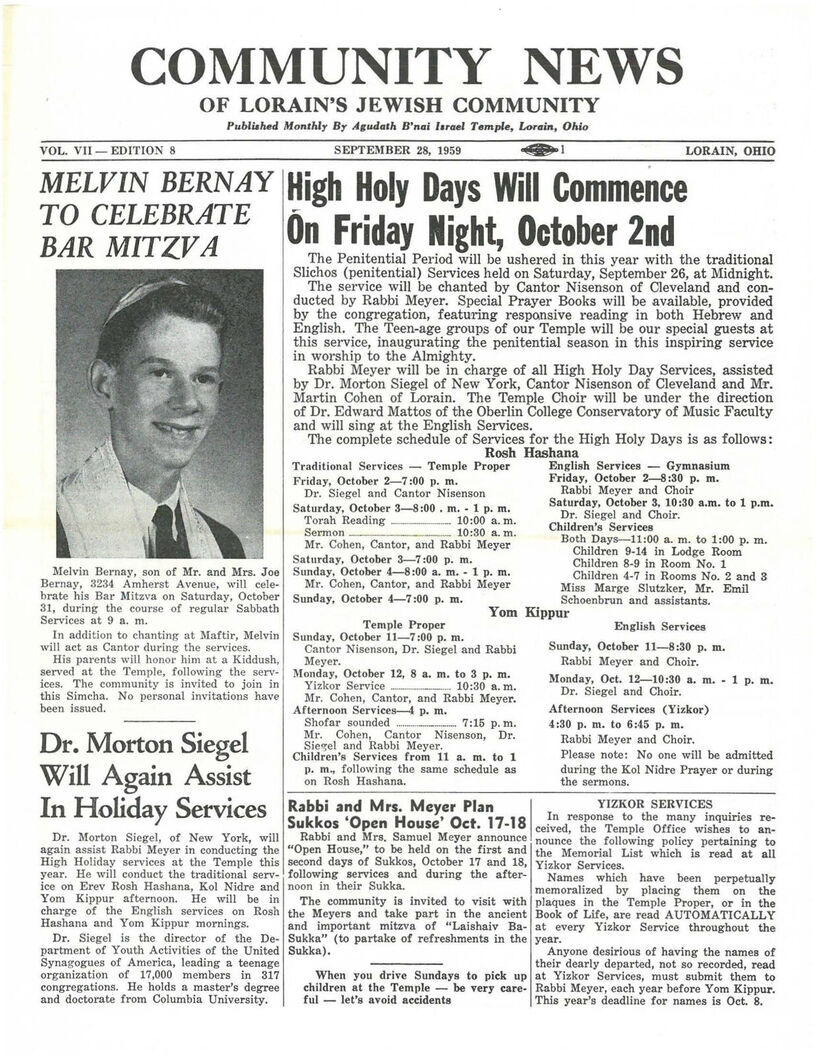 COMMUNITY NEWS
OF LORAIN'S JEWISH COMMUNITY
Published Monthly By Agudath B'nai Israel Temple, Lorain, Ohio
VOL. VII — EDITION 8 SEPTEMBER 28, 1959 1 LORAIN, OHIO
MELVIN BERNAY
TO CELEBRATE
BAR MITZVA
Melvin Bernay, son of Mr. and Mrs. Joe
Bernay, 3234 Amherst Avenue, will cele-
brate his Bar Mitzva on Saturday, October
31, during the course of regular Sabbath
Services at 9 a. m.
In addition to chanting at Maftir, Melvin
will act as Cantor during the services.
His parents will honor him at a Kiddush,
served at the Temple, following the serv-
ices. The community is invited to join in
this Simcha. No personal invitations have
been issued.
Dr. Morton Siegel
Will Again Assist
In Holiday Services
Dr. Morton Siegel, of New York, will
again assist Rabbi Meyer in conducting the
High Holiday services at the Temple this
year. He will conduct the traditional serv-
ice on Erev Rosh Hashana, Kol Nidre and
Yom Kippur afternoon. He will be in
charge of the English services on Rosh
Hashana and Yom Kippur mornings.
Dr. Siegel is the director of the De-
partment of Youth Activities of the United
Synagogues of America, leading a teenage
organization of 17,000 members in 317
congregations. He holds a master's degree
and doctorate from Columbia University.
High Holy Days Will Commence
On Friday Night, October 2nd
The Penitential Period will be ushered in this year with the traditional
Slichos (penitential) Services held on Saturday, September 26, at Midnight.
The service will be chanted by Cantor Nisenson of Cleveland and con-
ducted by Rabbi Meyer. Special Prayer Books will be available, provided
by the congregation, featuring responsive reading in both Hebrew and
English. The Teen-age groups of our Temple will be our special guests at
this service, inaugurating the penitential season in this inspiring service
in worship to the Almighty.
Rabbi Meyer will be in charge of all High Holy Day Services, assisted
by Dr. Morton Siegel of New York, Cantor Nisenson of Cleveland and Mr.
Martin Cohen of Lorain. The Temple Choir will be under the direction
of Dr. Edward Mattos of the Oberlin College Conservatory of Music Faculty
and will sing at the English Services.
The complete schedule of Services for the High Holy Days is as follows:
Rosh Hashana
Traditional Services — Temple Proper
Friday, October 2—7:00 p. m.
Dr. Siegel and Cantor Nisenson
Saturday, October 3—8:00 . m. - 1 p. m.
Torah Reading 10:00 a. m.
Sermon 10:30 a. m.
Mr. Cohen, Cantor, and Rabbi Meyer
Saturday, October 3—7:00 p. m.
Sunday, October 4—8:00 a. m. - 1 p. m.
Mr. Cohen, Cantor, and Rabbi Meyer
Sunday, October 4—7:00 p. m.
English Services — Gymnasium
Friday, October 2—8:30 p. m.
Rabbi Meyer and Choir
Saturday, October 3, 10:30 a.m. to 1 p.m.
Dr. Siegel and Choir.
Children's Services
Both Days—11:00 a. m. to 1:00 p. m.
Children 9-14 in Lodge Room
Children 8-9 in Room No. 1
Children 4-7 in Rooms No. 2 and 3
Miss Marge Slutzker, Mr. Emil
Schoenbrun and assistants.
Yom Kippur
Temple Proper
Sunday, October 11—7:00 p. m.
Cantor Nisenson, Dr. Siegel and Rabbi
Meyer.
Monday, October 12, 8 a. m. to 3 p. m.
Yizkor Service 10:30 a. m.
Mr. Cohen, Cantor, and Rabbi Meyer.
Afternoon Services—4 p. m.
Shofar sounded 7:15 p. m.
Mr. Cohen, Cantor Nisenson, Dr.
Siegel and Rabbi Meyer.
Children's Services from 11 a. m. to 1
p. m., following the same schedule as
on Rosh Hashana.
English Services
Sunday, October 11—8:30 p. m.
Rabbi Meyer and Choir.
Monday, Oct. 12—10:30 a. m. - 1 p. m.
Dr. Siegel and Choir.
Afternoon Services (Yizkor)
4:30 p. m. to 6:45 p. m.
Rabbi Meyer and Choir.
Please note: No one will be admitted
during the Kol Nidre Prayer or during
the sermons.
Rabbi and Mrs. Meyer Plan
Sukkos 'Open House' Oct. 17-18
Rabbi and Mrs. Samuel Meyer announce
"Open House," to be held on the first and
second days of Sukkos, October 17 and 18,
following services and during the after-
noon in their Sukka.
The community is invited to visit with
the Meyers and take part in the ancient
and important mitzva of "Laishaiv Ba-
Sukka" (to partake of refreshments in the
Sukka).
When you drive Sundays to pick up
children at the Temple — be very care-
ful — let's avoid accidents
YIZKOR SERVICES
In response to the many inquiries re-
ceived, the Temple Office wishes to an-
nounce the following policy pertaining to
the Memorial List which is read at all
Yizkor Services.
Names which have been perpetually
memoralized by placing them on the
plaques in the Temple Proper, or in the
Book of Life, are read AUTOMATICALLY
at every Yizkor Service throughout the
year.
Anyone desirious of having the names of
their dearly departed, not so recorded, read
at Yizkor Services, must submit them to
Rabbi Meyer, each year before Yom Kippur.
This year's deadline for names is Oct. 8.